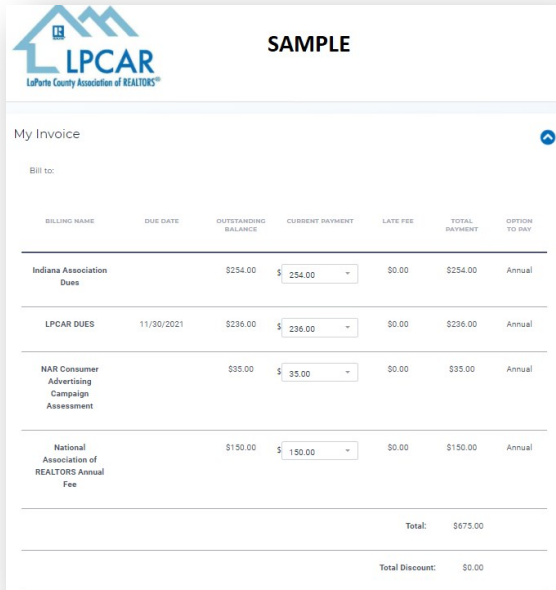 SAMPLE
LPCAR
LaPorte County Association of REALTORS®
My Invoice
Bill to:
BILLING NAME DUE DATE OUTSTANDING BALANCE CURRENT PAYMENT LATE FEE TOTAL PAYMENT OPTION TO PAY
Indiana Association Dues $254.00 $ 254.00 $0.00 $254.00 Annual
LPCAR DUES 11/30/2021 $236.00 $ 236.00 $0.00 $236.00 Annual
NAR Consumer Advertising Campaign Assessment $35.00 $ 35.00 $0.00 $35.00 Annual
National Association of REALTORS Annual Fee $150.00 $ 150.00 $0.00 $150.00 Annual
Total: $675.00
Total Discount: $0.00